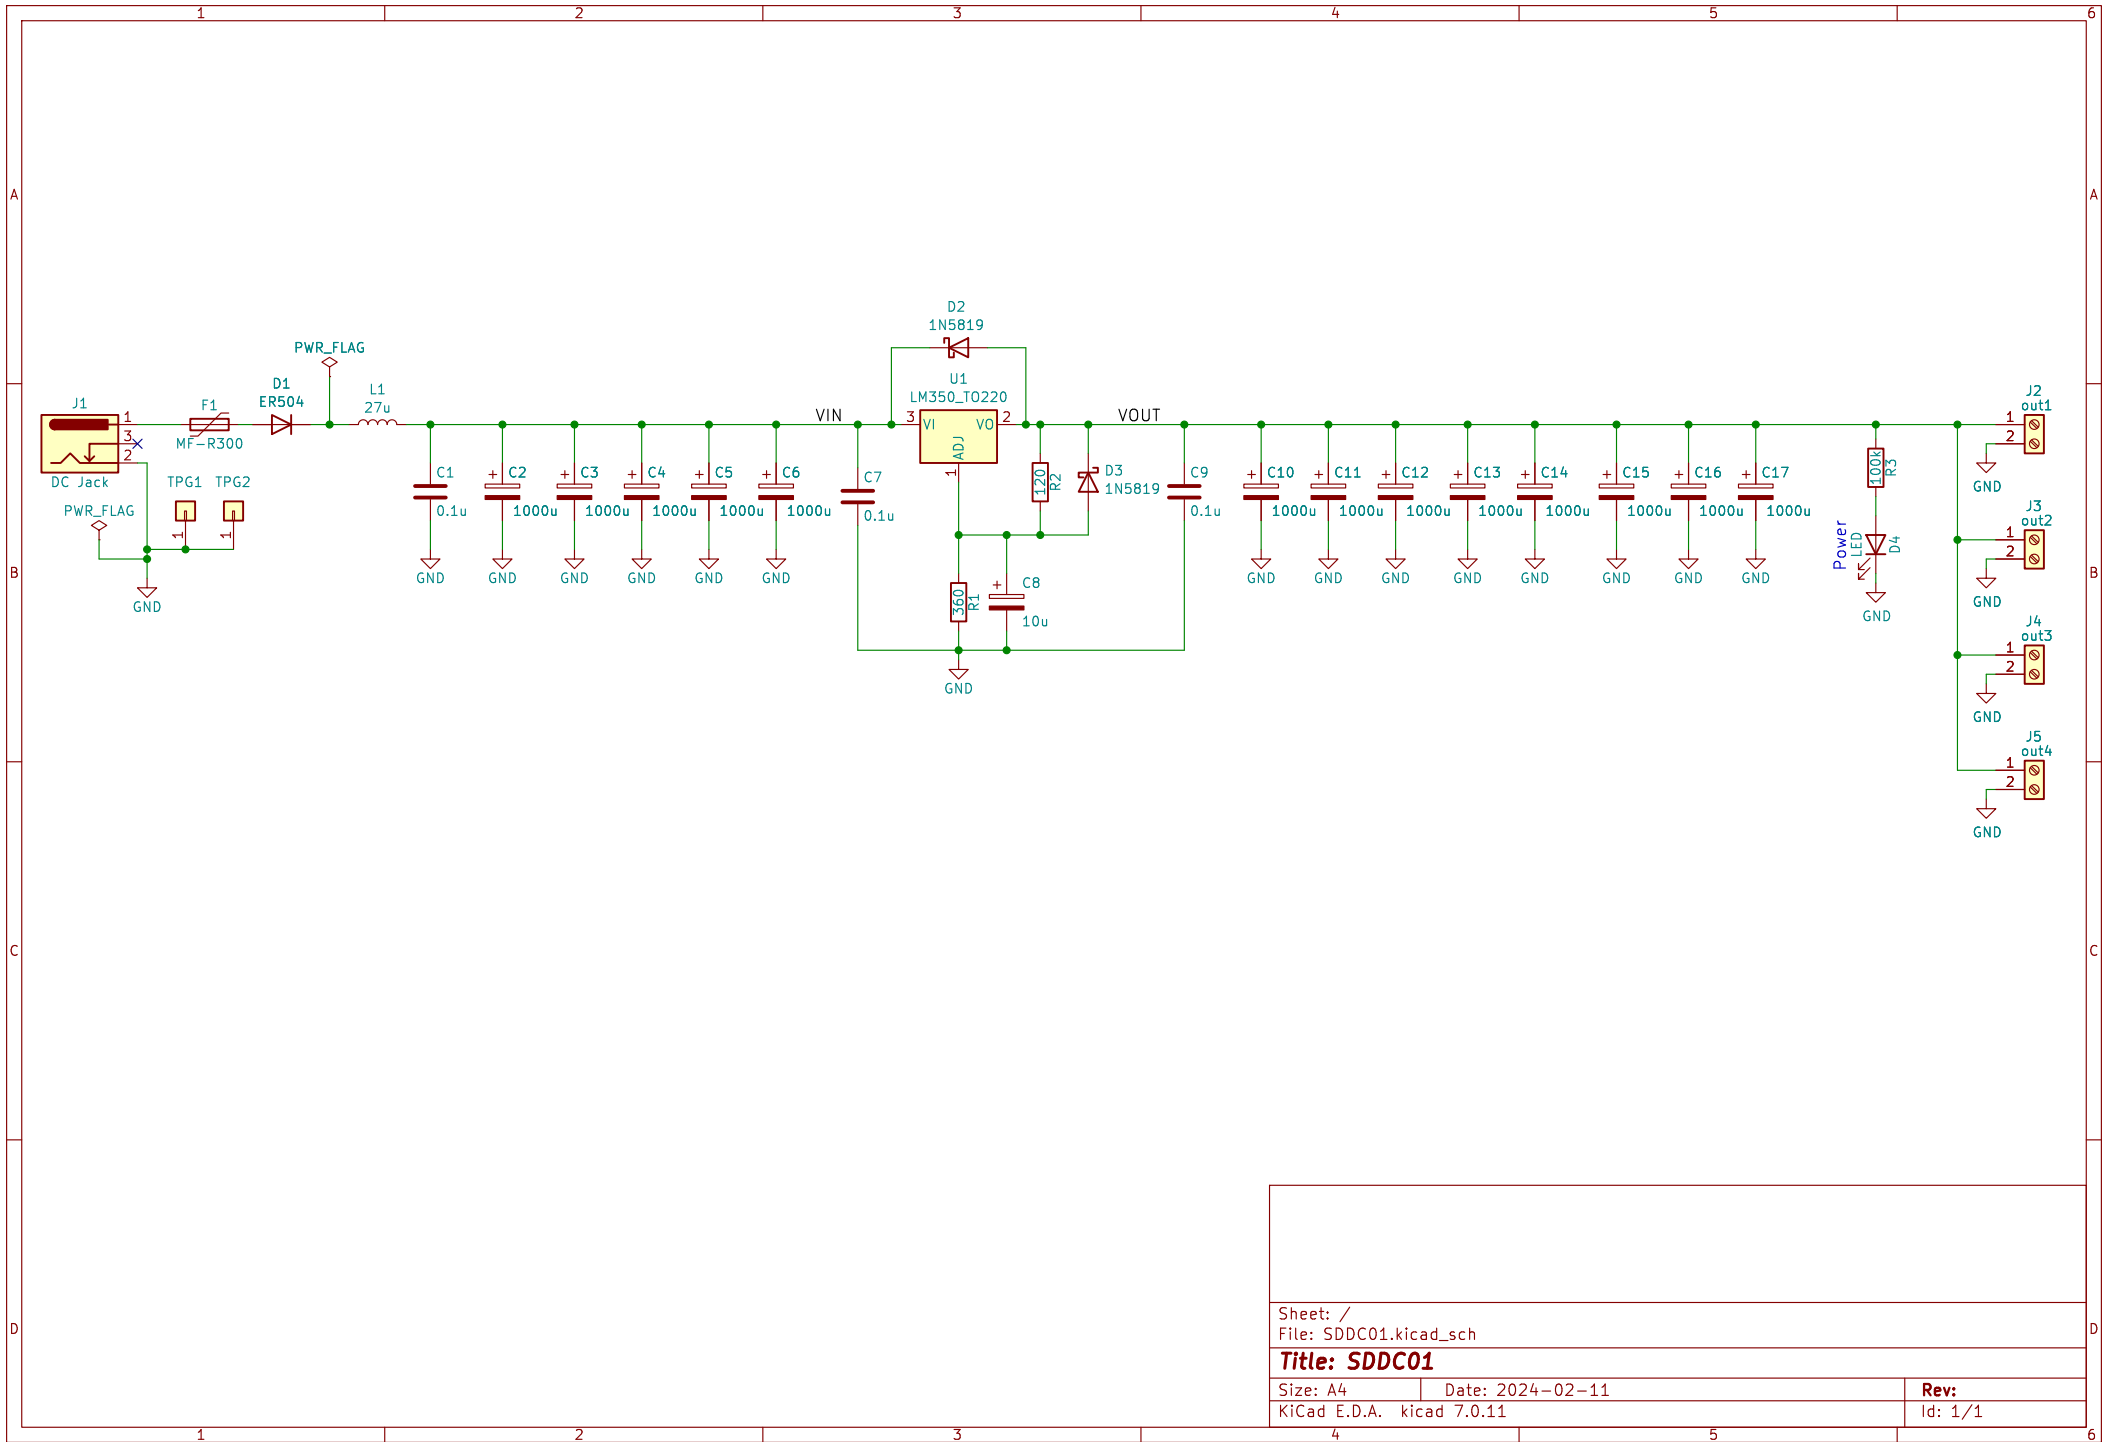 1 2 3 4 5 6
A A
B B
C C
D D
1 2 3 4 5 6
J1
DC Jack
1
3
2
PWR_FLAG
GND
TPG1
1
TPG2
1
F1
MF-R300
D1
ER504
PWR_FLAG
L1
27u
C1
0.1u
GND
C2
1000u
GND
C3
1000u
GND
C4
1000u
GND
C5
1000u
GND
C6
1000u
GND
VIN
C7
0.1u
D2
1N5819
U1
LM350_TO220
3 VI
VO 2
ADJ
1
120
R2
D3
1N5819
360
R1
C8
10u
GND
VOUT
C9
0.1u
C10
1000u
GND
C11
1000u
GND
C12
1000u
GND
C13
1000u
GND
C14
1000u
GND
C15
1000u
GND
C16
1000u
GND
C17
1000u
GND
100k
R3
Power
LED
D4
GND
J2
out1
1
2
GND
J3
out2
1
2
GND
J4
out3
1
2
GND
J5
out4
1
2
GND
Sheet: /
File: SDDC01.kicad_sch
Title: SDDC01
Size: A4 Date: 2024-02-11 Rev:
KiCad E.D.A. kicad 7.0.11 Id: 1/1